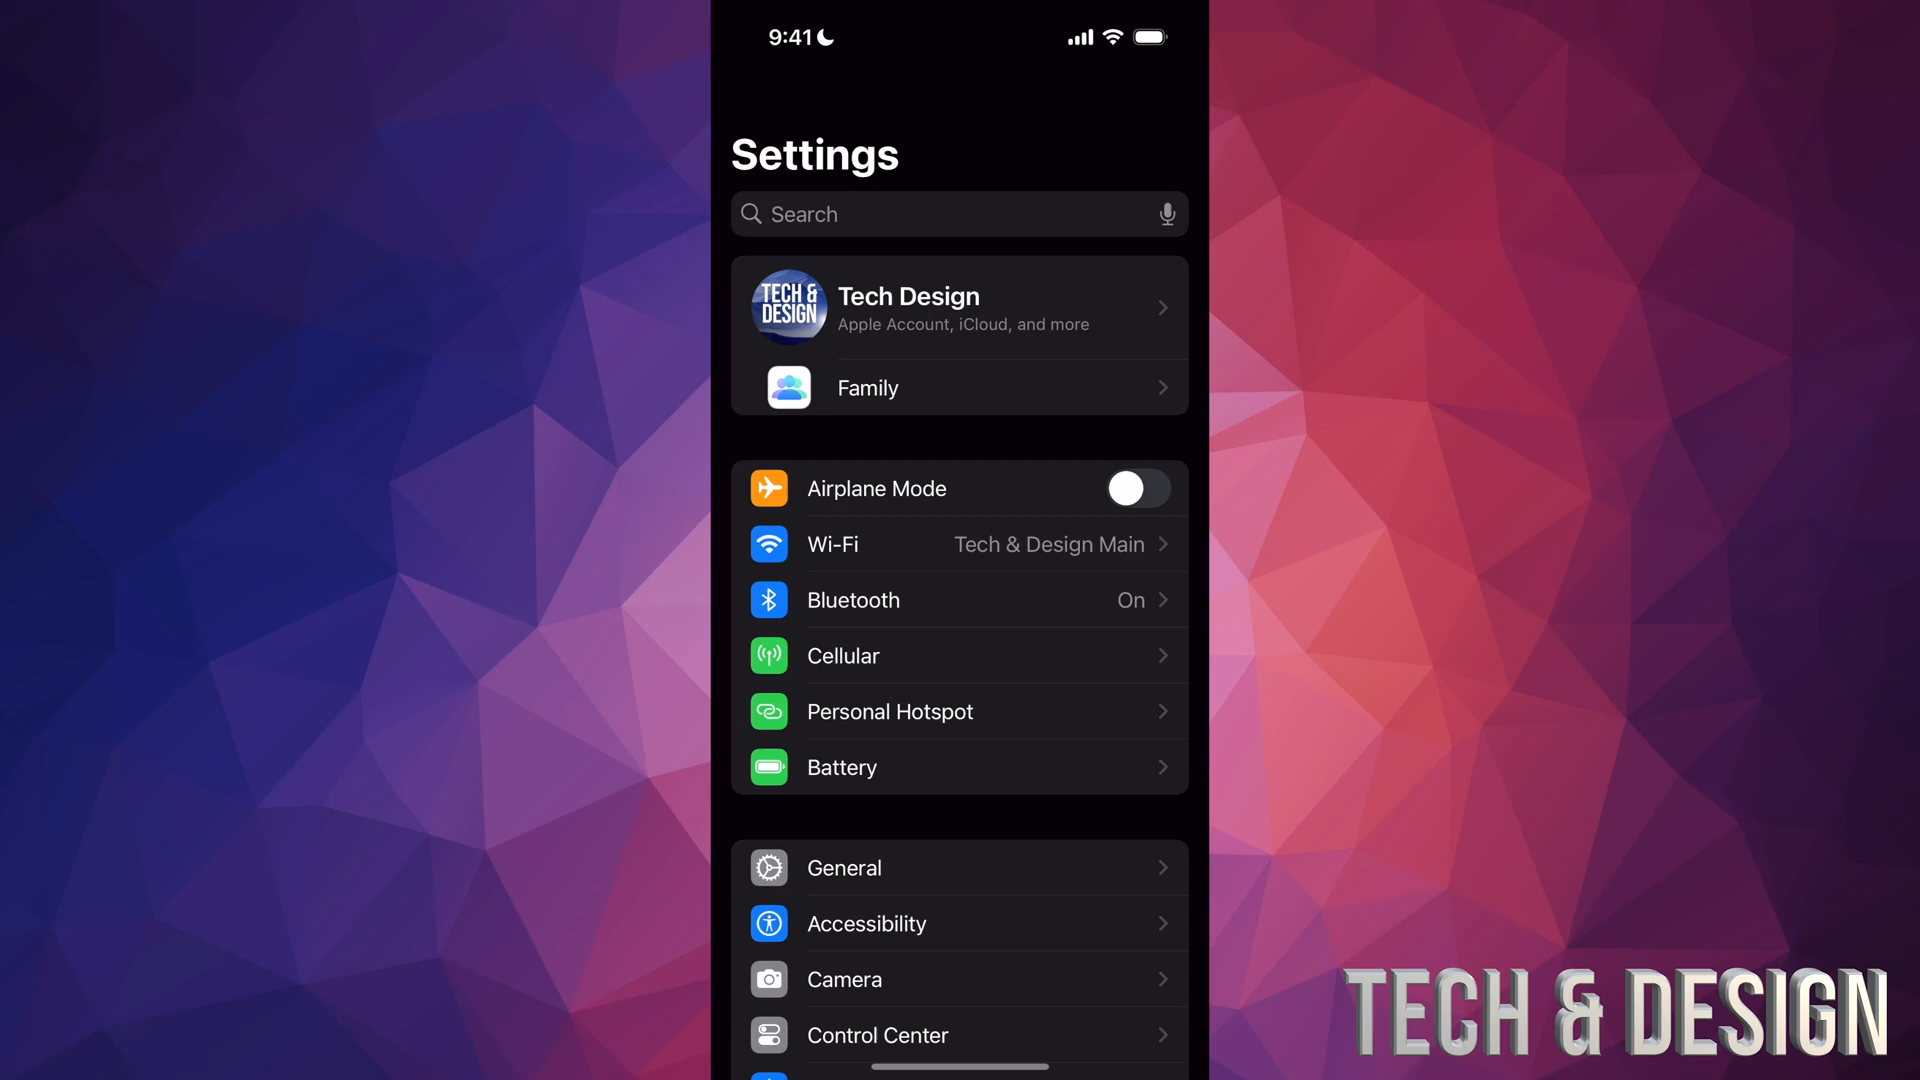 9:41
Settings
Search
TECH &
DESIGN
Tech Design
Apple Account, iCloud, and more
Family
Airplane Mode
Wi-Fi Tech & Design Main
Bluetooth On
Cellular
Personal Hotspot
Battery
General
Accessibility
Camera
Control Center
TECH & DESIGN